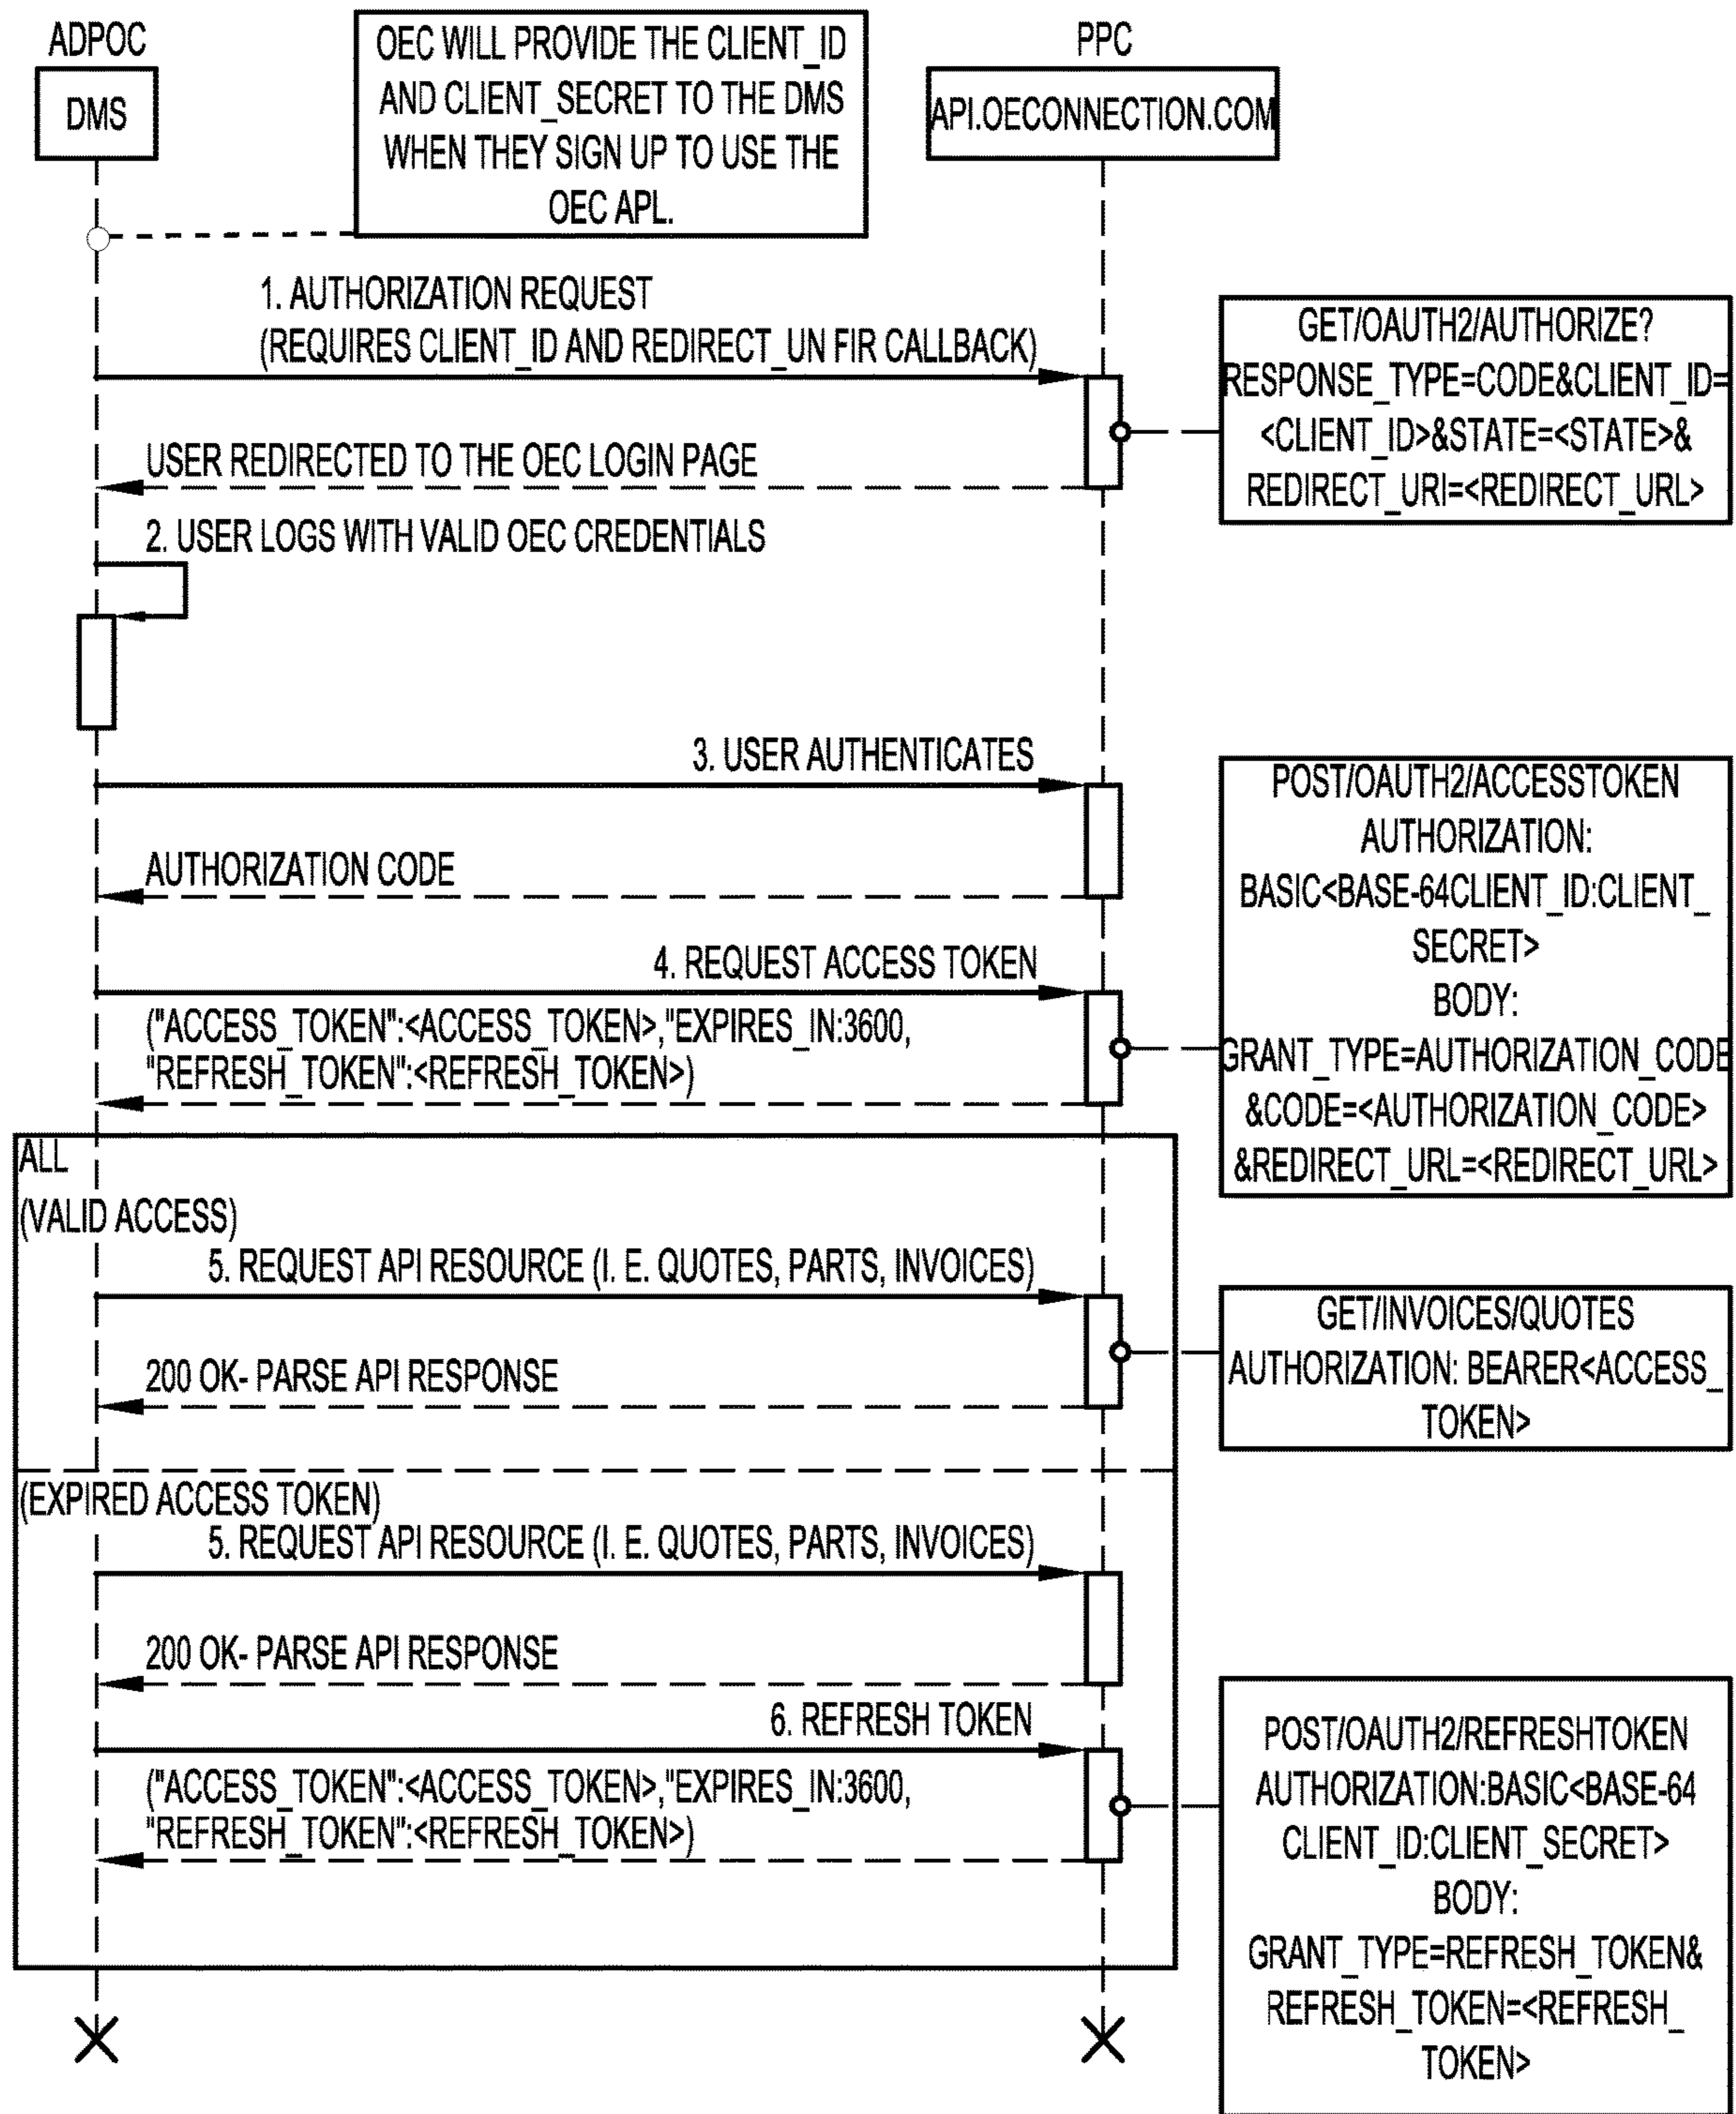 ADPOC
DMS
OEC WILL PROVIDE THE CLIENT_ID
AND CLIENT_SECRET TO THE DMS
WHEN THEY SIGN UP TO USE THE
OEC APL.
PPC
API.OECONNECTION.COM
1. AUTHORIZATION REQUEST
(REQUIRES CLIENT_ID AND REDIRECT_UN FIR CALLBACK)
GET/OAUTH2/AUTHORIZE?
RESPONSE_TYPE=CODE&CLIENT_ID=
<CLIENT_ID>&STATE=<STATE>&
REDIRECT_URI=<REDIRECT_URL>
USER REDIRECTED TO THE OEC LOGIN PAGE
2. USER LOGS WITH VALID OEC CREDENTIALS
3. USER AUTHENTICATES
AUTHORIZATION CODE
4. REQUEST ACCESS TOKEN
("ACCESS_TOKEN":<ACCESS_TOKEN>,"EXPIRES_IN:3600,
"REFRESH_TOKEN":<REFRESH_TOKEN>)
POST/OAUTH2/ACCESSTOKEN
AUTHORIZATION:
BASIC<BASE-64CLIENT_ID:CLIENT_
SECRET>
BODY:
GRANT_TYPE=AUTHORIZATION_CODE
&CODE=<AUTHORIZATION_CODE>
&REDIRECT_URL=<REDIRECT_URL>
ALL
(VALID ACCESS)
5. REQUEST API RESOURCE (I. E. QUOTES, PARTS, INVOICES)
200 OK- PARSE API RESPONSE
GET/INVOICES/QUOTES
AUTHORIZATION: BEARER<ACCESS_
TOKEN>
(EXPIRED ACCESS TOKEN)
5. REQUEST API RESOURCE (I. E. QUOTES, PARTS, INVOICES)
200 OK- PARSE API RESPONSE
6. REFRESH TOKEN
("ACCESS_TOKEN":<ACCESS_TOKEN>,"EXPIRES_IN:3600,
"REFRESH_TOKEN":<REFRESH_TOKEN>)
POST/OAUTH2/REFRESHTOKEN
AUTHORIZATION:BASIC<BASE-64
CLIENT_ID:CLIENT_SECRET>
BODY:
GRANT_TYPE=REFRESH_TOKEN&
REFRESH_TOKEN=<REFRESH_
TOKEN>